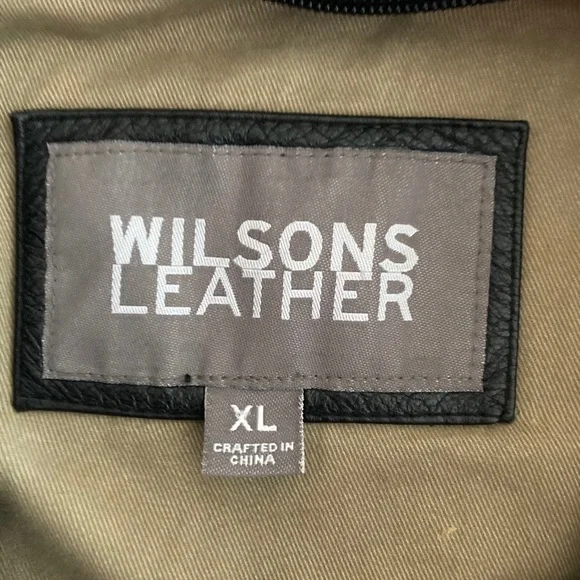 WILSONS
LEATHER
XL
CRAFTED IN
CHINA